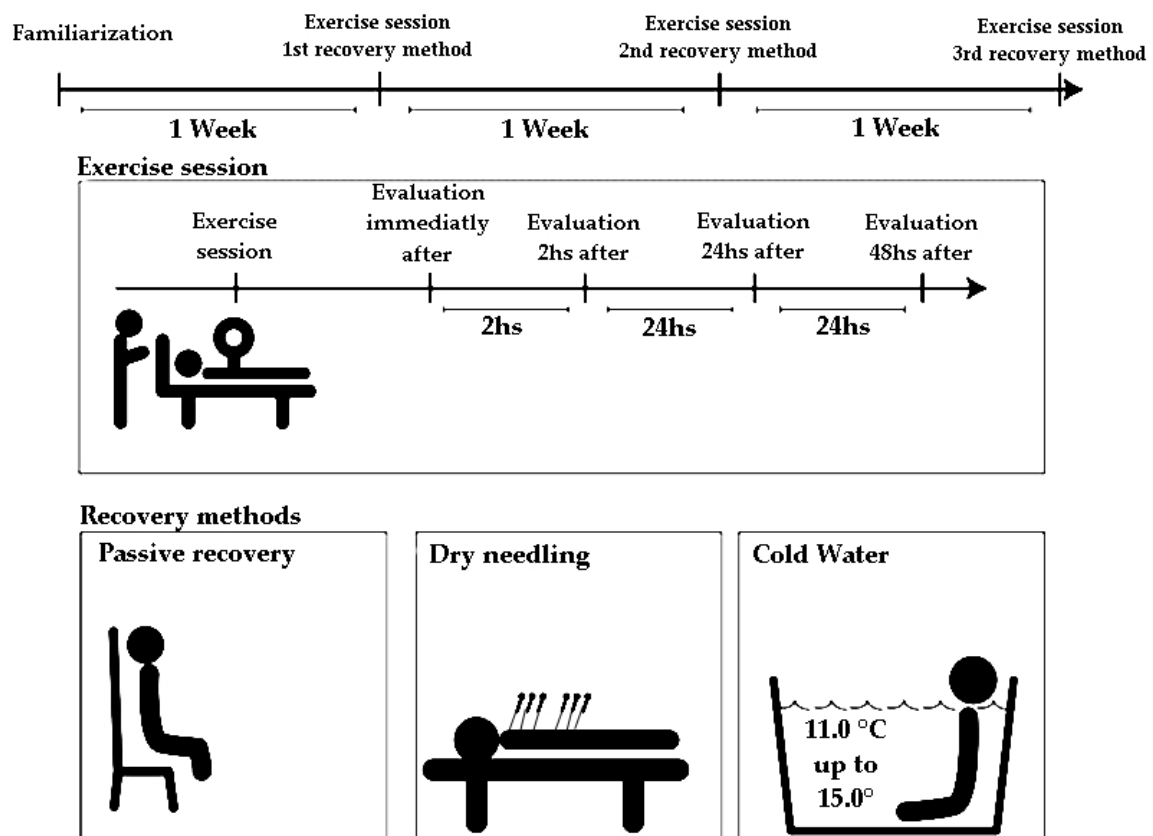 Familiarization
Exercise session
1st recovery method
Exercise session
2nd recovery method
Exercise session
3rd recovery method
1 Week
1 Week
1 Week
Exercise session
Exercise
session
Evaluation
immediatly
after
Evaluation
2hs after
Evaluation
24hs after
Evaluation
48hs after
2hs
24hs
24hs
Recovery methods
Passive recovery
Dry needling
Cold Water
11.0 °C
up to
15.0°